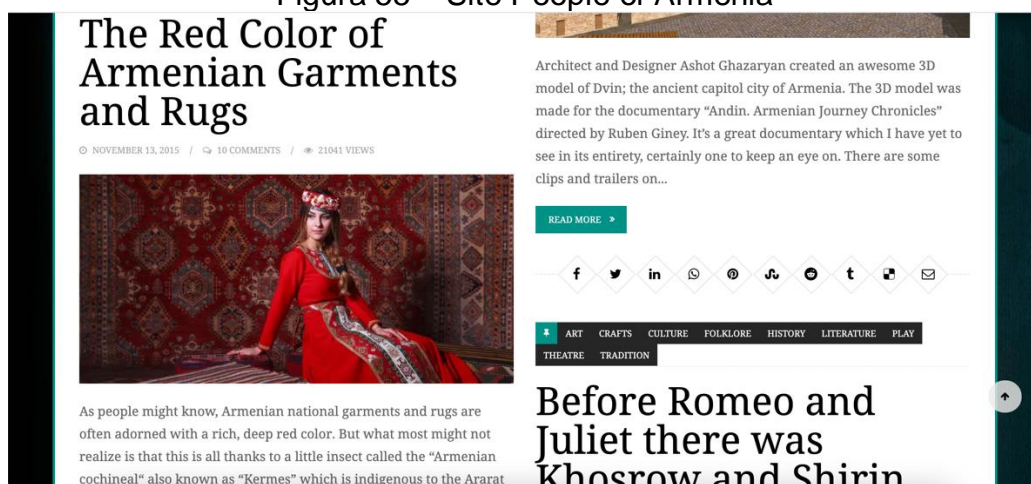 The Red Color of
Armenian Garments
and Rugs
NOVEMBER 13, 2015 / 10 COMMENTS / 21041 VIEWS
As people might know, Armenian national garments and rugs are
often adorned with a rich, deep red color. But what most might not
realize is that this is all thanks to a little insect called the “Armenian
cochineal“ also known as “Kermes” which is indigenous to the Ararat
Architect and Designer Ashot Ghazaryan created an awesome 3D
model of Dvin; the ancient capitol city of Armenia. The 3D model was
made for the documentary “Andin. Armenian Journey Chronicles”
directed by Ruben Giney. It’s a great documentary which I have yet to
see in its entirety, certainly one to keep an eye on. There are some
clips and trailers on...
READ MORE »
ART CRAFTS CULTURE FOLKLORE HISTORY LITERATURE PLAY
THEATRE TRADITION
Before Romeo and
Juliet there was
Khosrow and Shirin